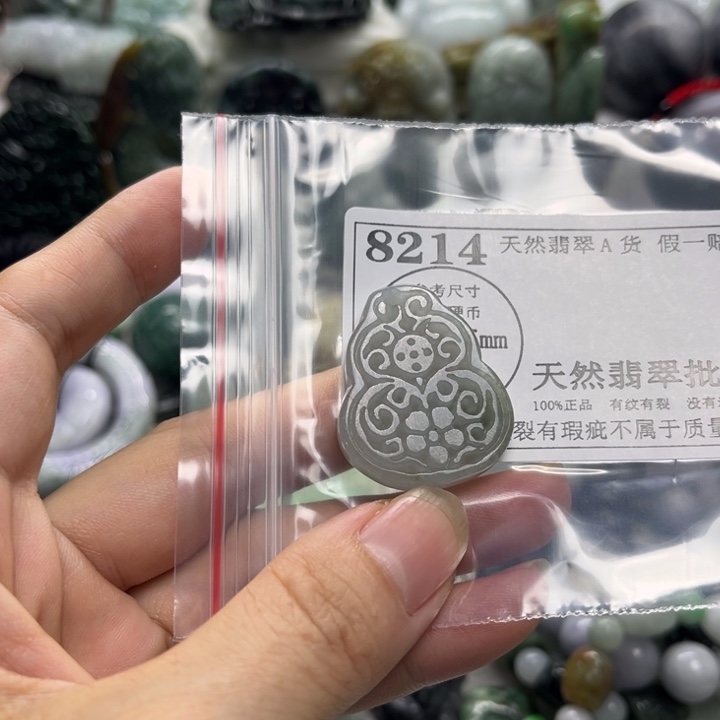 8214 天然翡翠A货 假一赔
参考尺寸
硬币
mm
天然翡翠批
100%正品 有纹有裂 没有
裂有瑕疵不属于质量